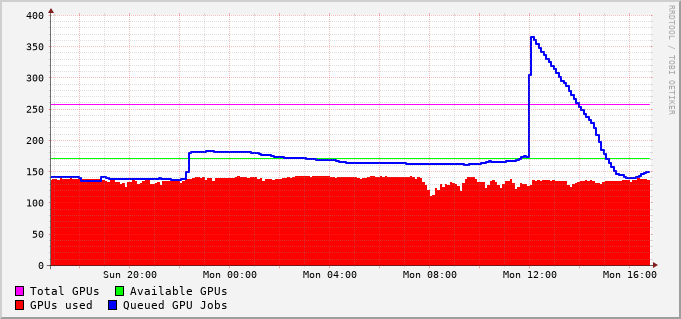 400
350
300
250
200
150
100
50
0
Sun 20:00 Mon 00:00 Mon 04:00 Mon 08:00 Mon 12:00 Mon 16:00
Total GPUs Available GPUs
GPUs used Queued GPU Jobs
RRDTOOL / TOBI OETIKER